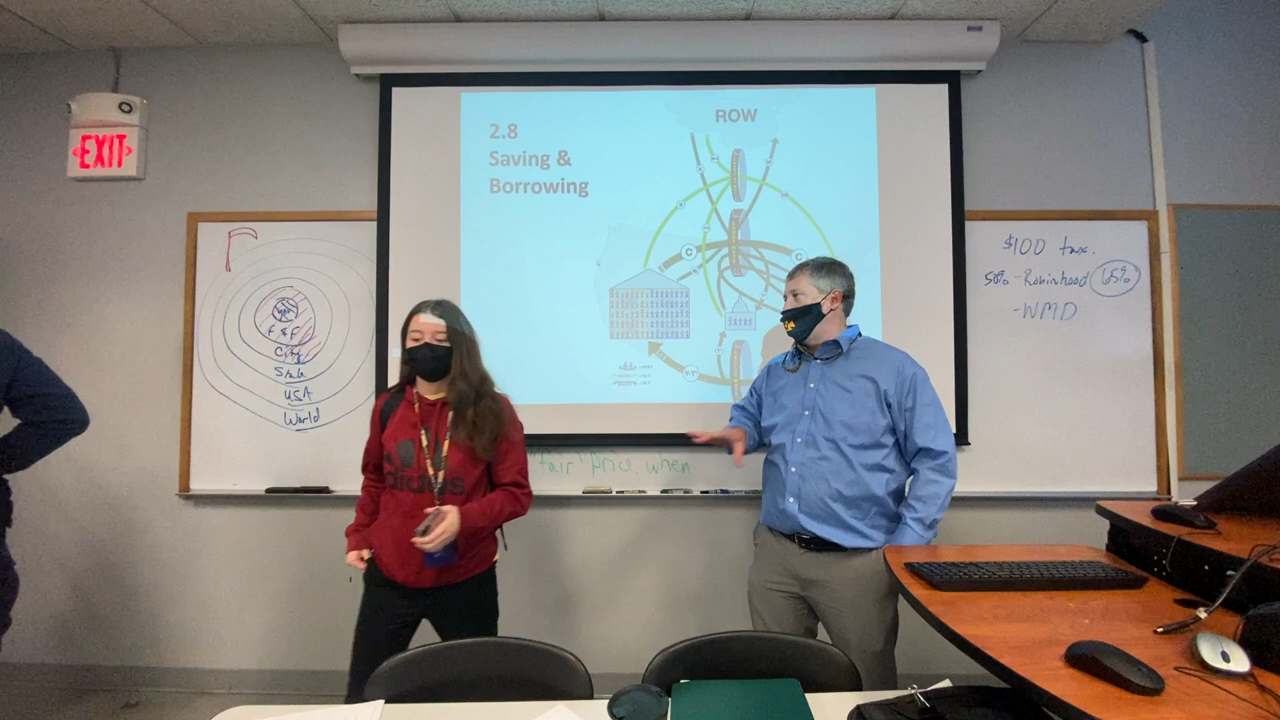 EXIT
2.8
Saving &
Borrowing
ROW
C
C
F&F
City
State
USA
World
adidas
"fair" price when
$100 tax.
50% - Robinhood 65%
- WMD